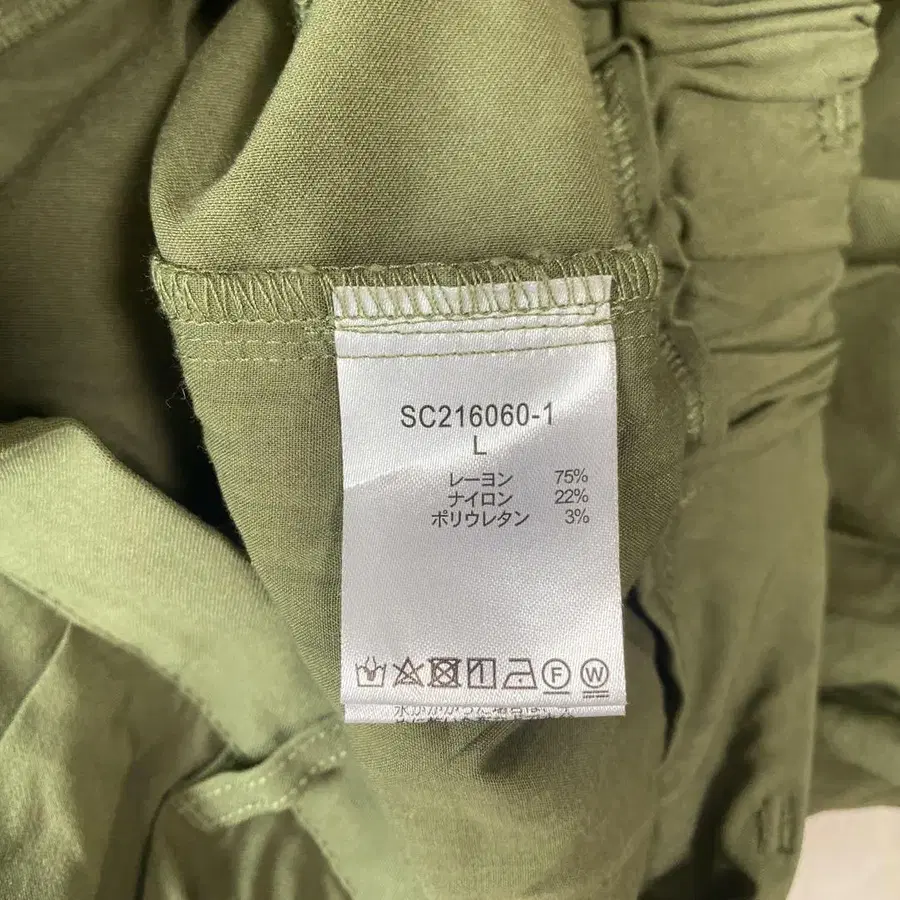 SC216060-1
L
レーヨン 75%
ナイロン 22%
ポリウレタン 3%
F W